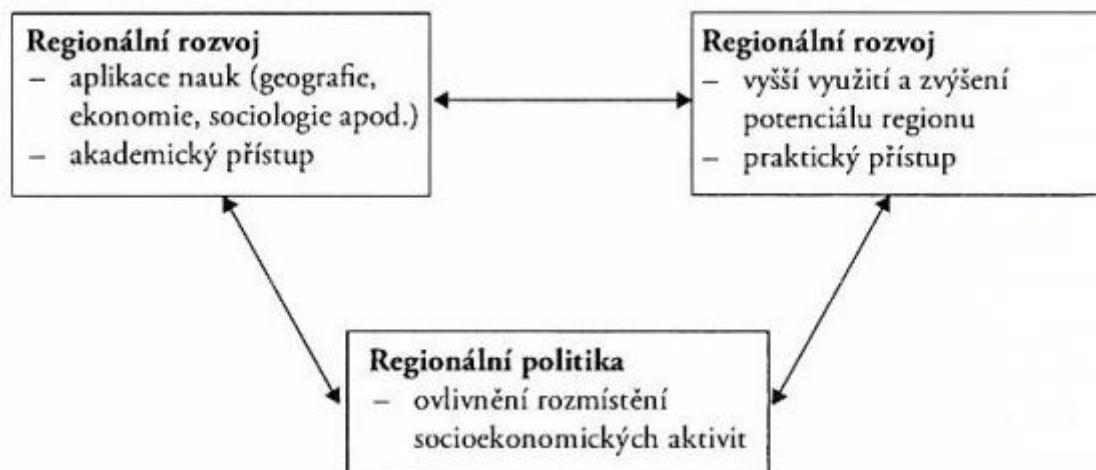 Regionální rozvoj
– aplikace nauk (geografie,
ekonomie, sociologie apod.)
– akademický přístup
Regionální rozvoj
– vyšší využití a zvýšení
potenciálu regionu
– praktický přístup
Regionální politika
– ovlivnění rozmístění
socioekonomických aktivit